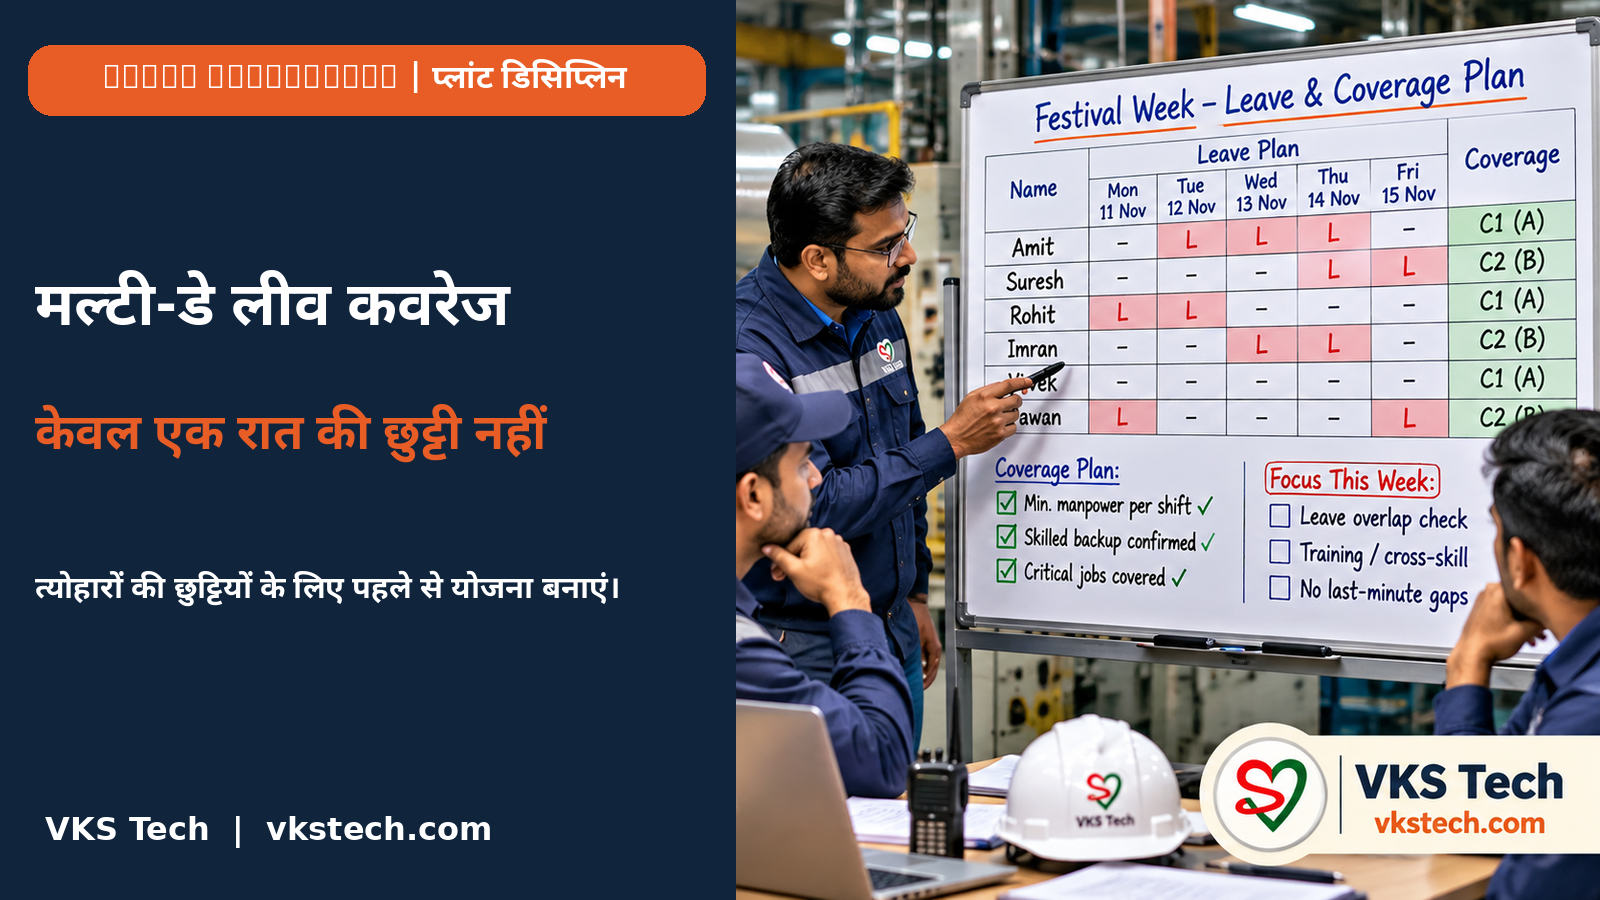 | प्लांट डिसिप्लिन
मल्टी-डे लीव कवरेज
केवल एक रात की छुट्टी नहीं
त्योहारों की छुट्टियों के लिए पहले से योजना बनाएं।
VKS Tech | vkstech.com
Festival Week – Leave & Coverage Plan
Name Leave Plan Coverage
Mon 11 Nov Tue 12 Nov Wed 13 Nov Thu 14 Nov Fri 15 Nov
Amit – L L L – C1 (A)
Suresh – – – L L C2 (B)
Rohit L L – – – C1 (A)
Imran – – L L – C2 (B)
– – – – – C1 (A)
L – – – L C2
Coverage Plan:
☑ Min. manpower per shift ✓
☑ Skilled backup confirmed ✓
☑ Critical jobs covered ✓
Focus This Week:
☐ Leave overlap check
☐ Training / cross-skill
☐ No last-minute gaps
VKS Tech
VKS Tech
vkstech.com